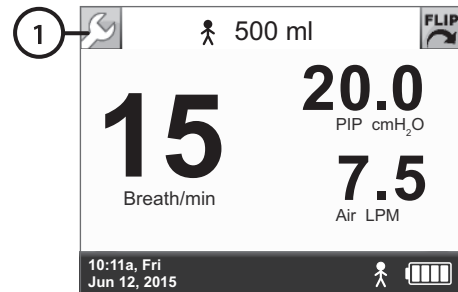 1
500 ml
FLIP
15
Breath/min
20.0
PIP cmH₂O
7.5
Air LPM
10:11a, Fri
Jun 12, 2015